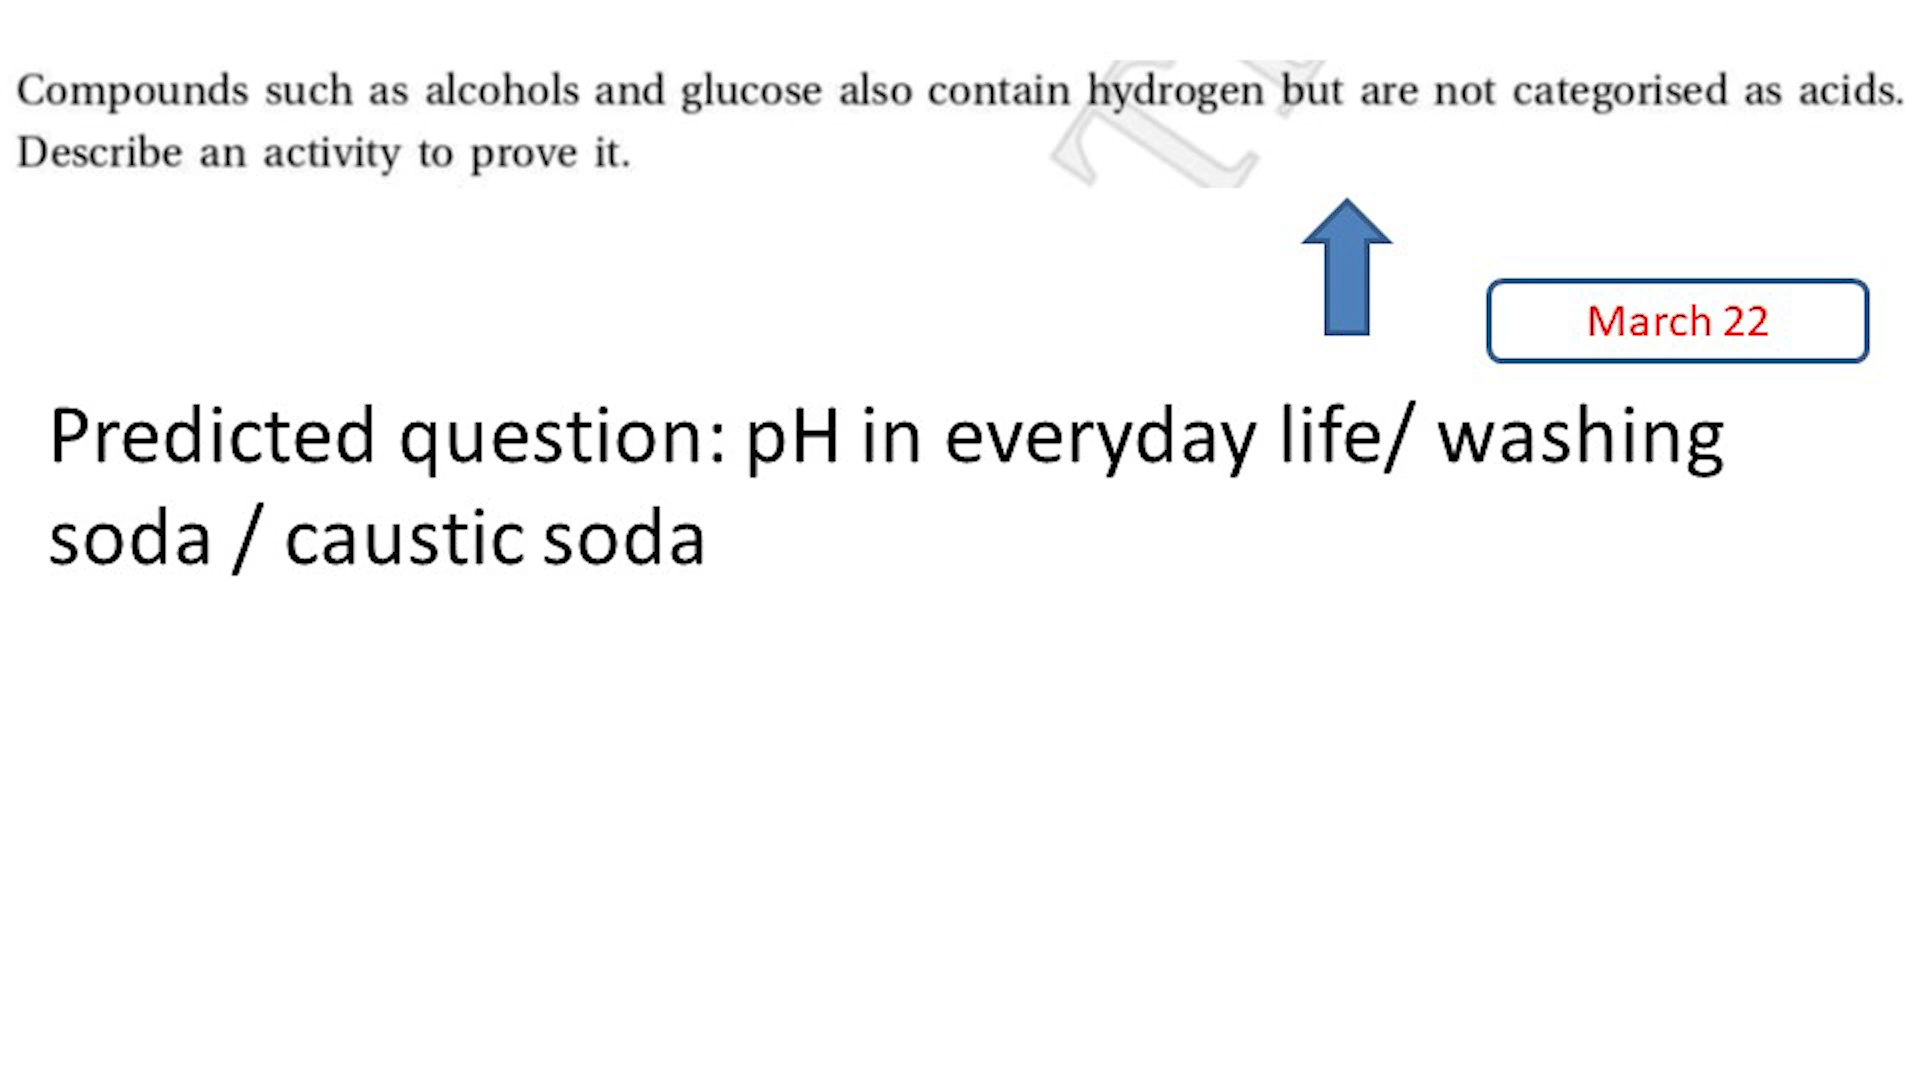 Compounds such as alcohols and glucose also contain hydrogen but are not categorised as acids.
Describe an activity to prove it.
March 22
Predicted question: pH in everyday life/ washing
soda / caustic soda